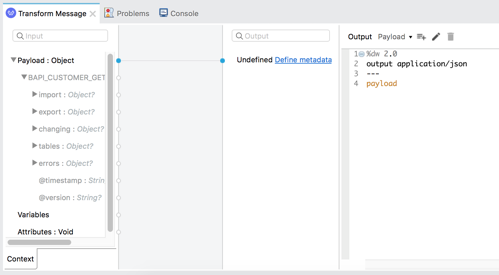 Transform Message
Problems
Console
Input
Payload : Object
BAPI_CUSTOMER_GET
import : Object?
export : Object?
changing : Object?
tables : Object?
errors : Object?
@timestamp : Strin
@version : String?
Variables
Attributes : Void
Context
Output
Undefined Define metadata
Output Payload
1 %dw 2.0
2 output application/json
3 ---
4 payload